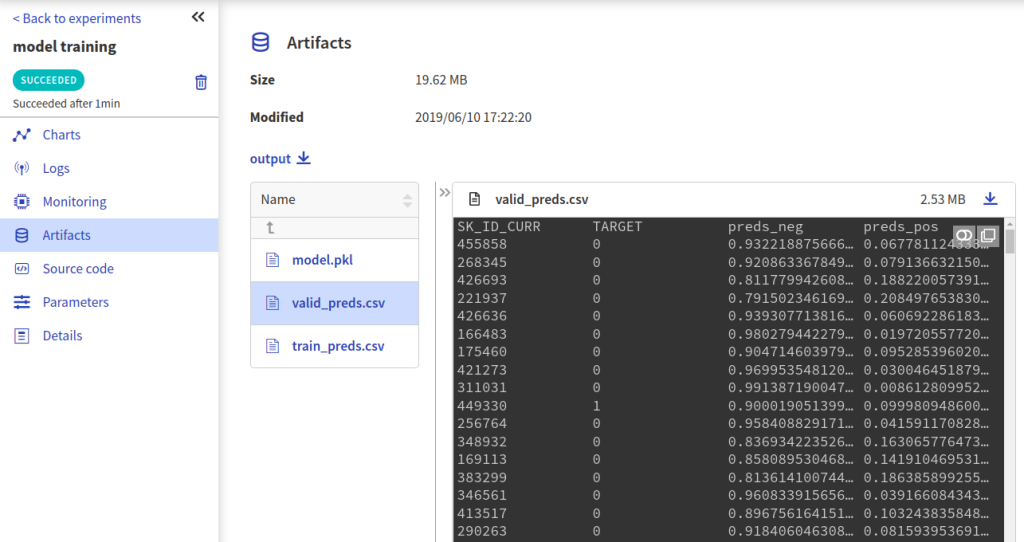 < Back to experiments
model training
SUCCEEDED
Succeeded after 1min
Charts
Logs
Monitoring
Artifacts
Source code
Parameters
Details
Artifacts
Size 19.62 MB
Modified 2019/06/10 17:22:20
output
Name
model.pkl
valid_preds.csv
train_preds.csv
valid_preds.csv 2.53 MB
SK_ID_CURR TARGET preds_neg preds_pos
455858 0 0.932218875666… 0.067781124333…
268345 0 0.920863367849… 0.079136632150…
426693 0 0.811779942608… 0.188220057391…
221937 0 0.791502346169… 0.208497653830…
426636 0 0.939307713816… 0.060692286183…
166483 0 0.980279442279… 0.019720557720…
175460 0 0.904714603979… 0.095285396020…
421273 0 0.969953548120… 0.030046451879…
311031 0 0.991387190047… 0.008612809952…
449330 1 0.900019051399… 0.099980948600…
256764 0 0.958408829171… 0.041591170828…
348932 0 0.836934223526… 0.163065776473…
169113 0 0.858089530468… 0.141910469531…
383299 0 0.813614100744… 0.186385899255…
346561 0 0.960833915656… 0.039166084343…
413517 0 0.896756164151… 0.103243835848…
290263 0 0.918406046308… 0.081593953691…